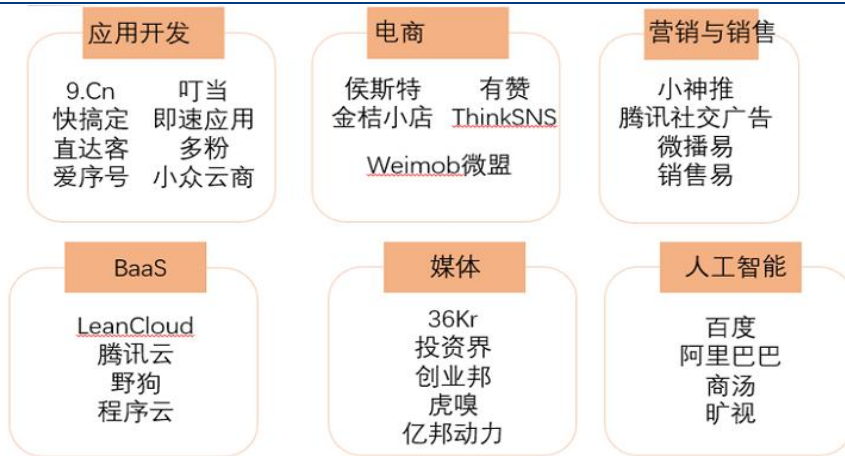 应用开发
9.Cn 叮当
快搞定 即速应用
直达客 多粉
爱序号 小众云商
电商
侯斯特 有赞
金桔小店 ThinkSNS
Weimob微盟
营销与销售
小神推
腾讯社交广告
微播易
销售易
BaaS
LeanCloud
腾讯云
野狗
程序云
媒体
36Kr
投资界
创业邦
虎嗅
亿邦动力
人工智能
百度
阿里巴巴
商汤
旷视